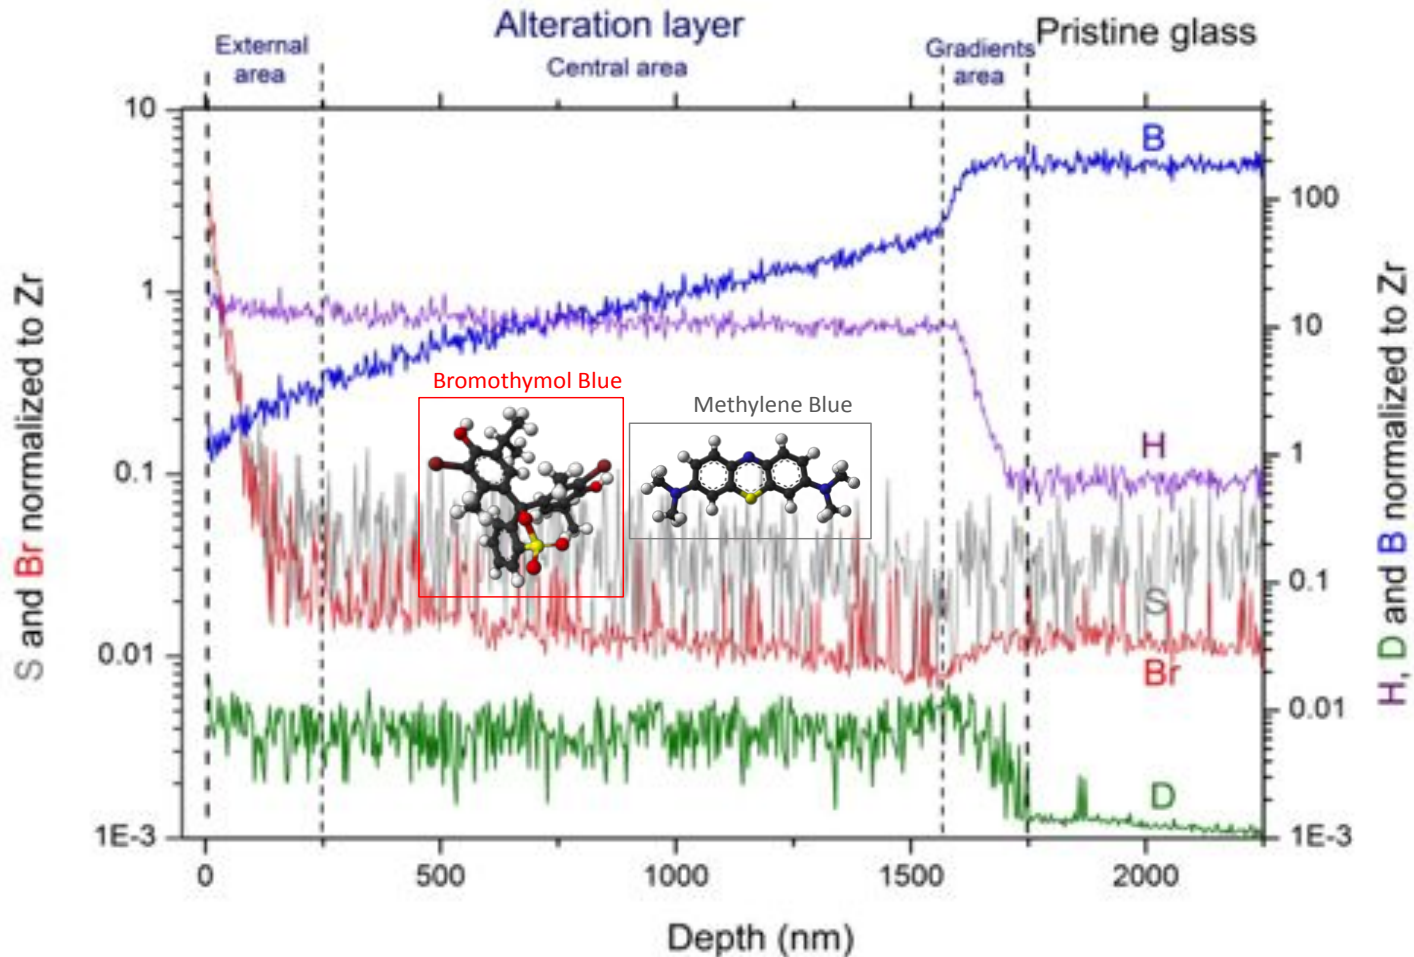 Alteration layer
Pristine glass
External
area
Central area
Gradients
area
10
1
0.1
0.01
1E-3
S and Br normalized to Zr
100
10
1
0.1
0.01
1E-3
H, D and B normalized to Zr
B
Bromothymol Blue
Methylene Blue
H
S
Br
D
0
500
1000
1500
2000
Depth (nm)